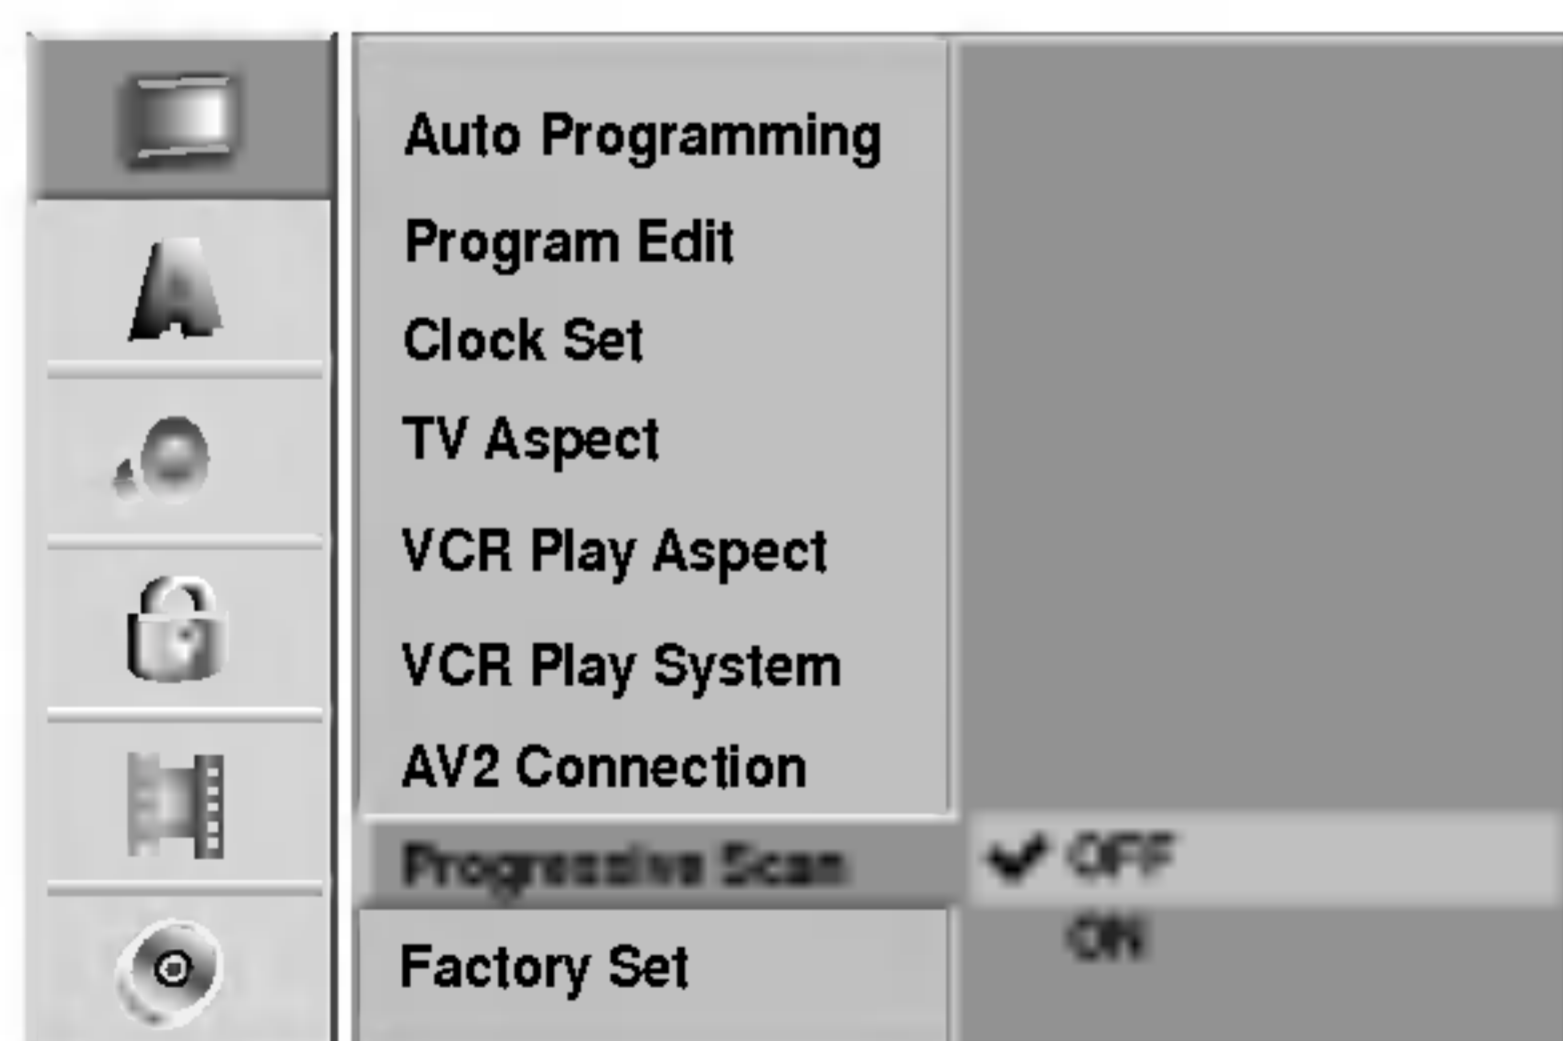 Auto Programming
Program Edit
Clock Set
TV Aspect
VCR Play Aspect
VCR Play System
AV2 Connection
Progressive Scan
OFF
ON
Factory Set